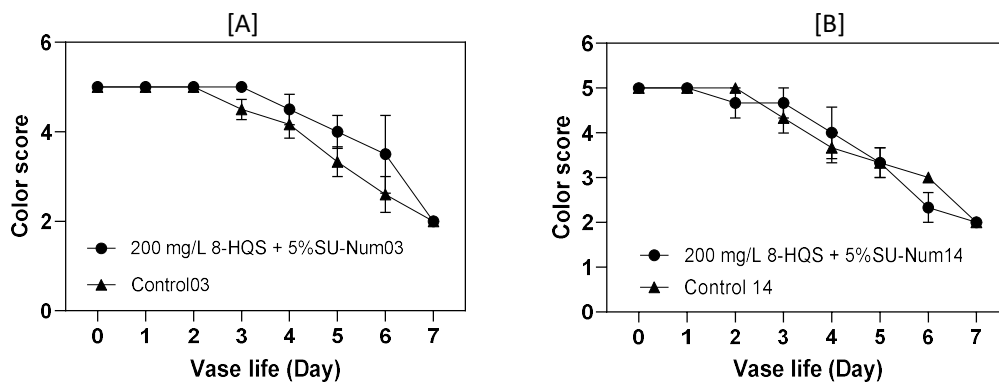 [A]
6
4
2
0
Color score
200 mg/L 8-HQS + 5%SU-Num03
Control03
0 1 2 3 4 5 6 7
Vase life (Day)
[B]
6
5
4
3
2
1
0
Color score
200 mg/L 8-HQS + 5%SU-Num14
Control 14
0 1 2 3 4 5 6 7
Vase life (Day)